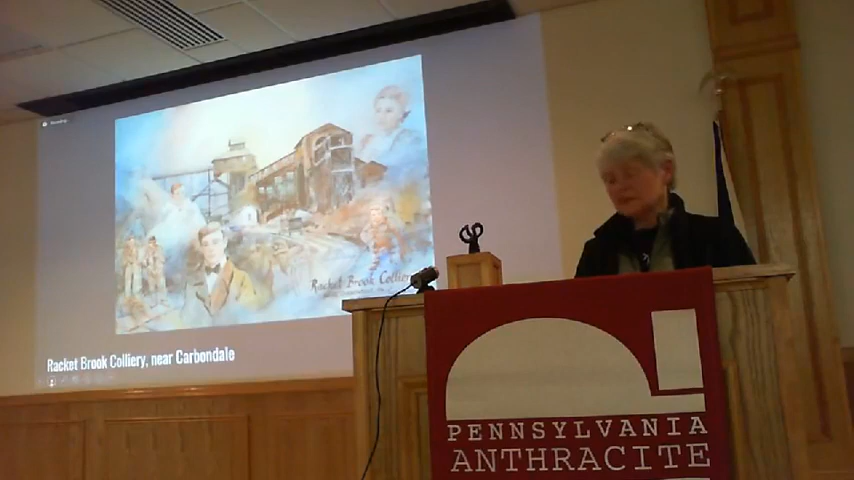 Racket Brook Colliery
Racket Brook Colliery, near Carbondale
PENNSYLVANIA
ANTHRACITE